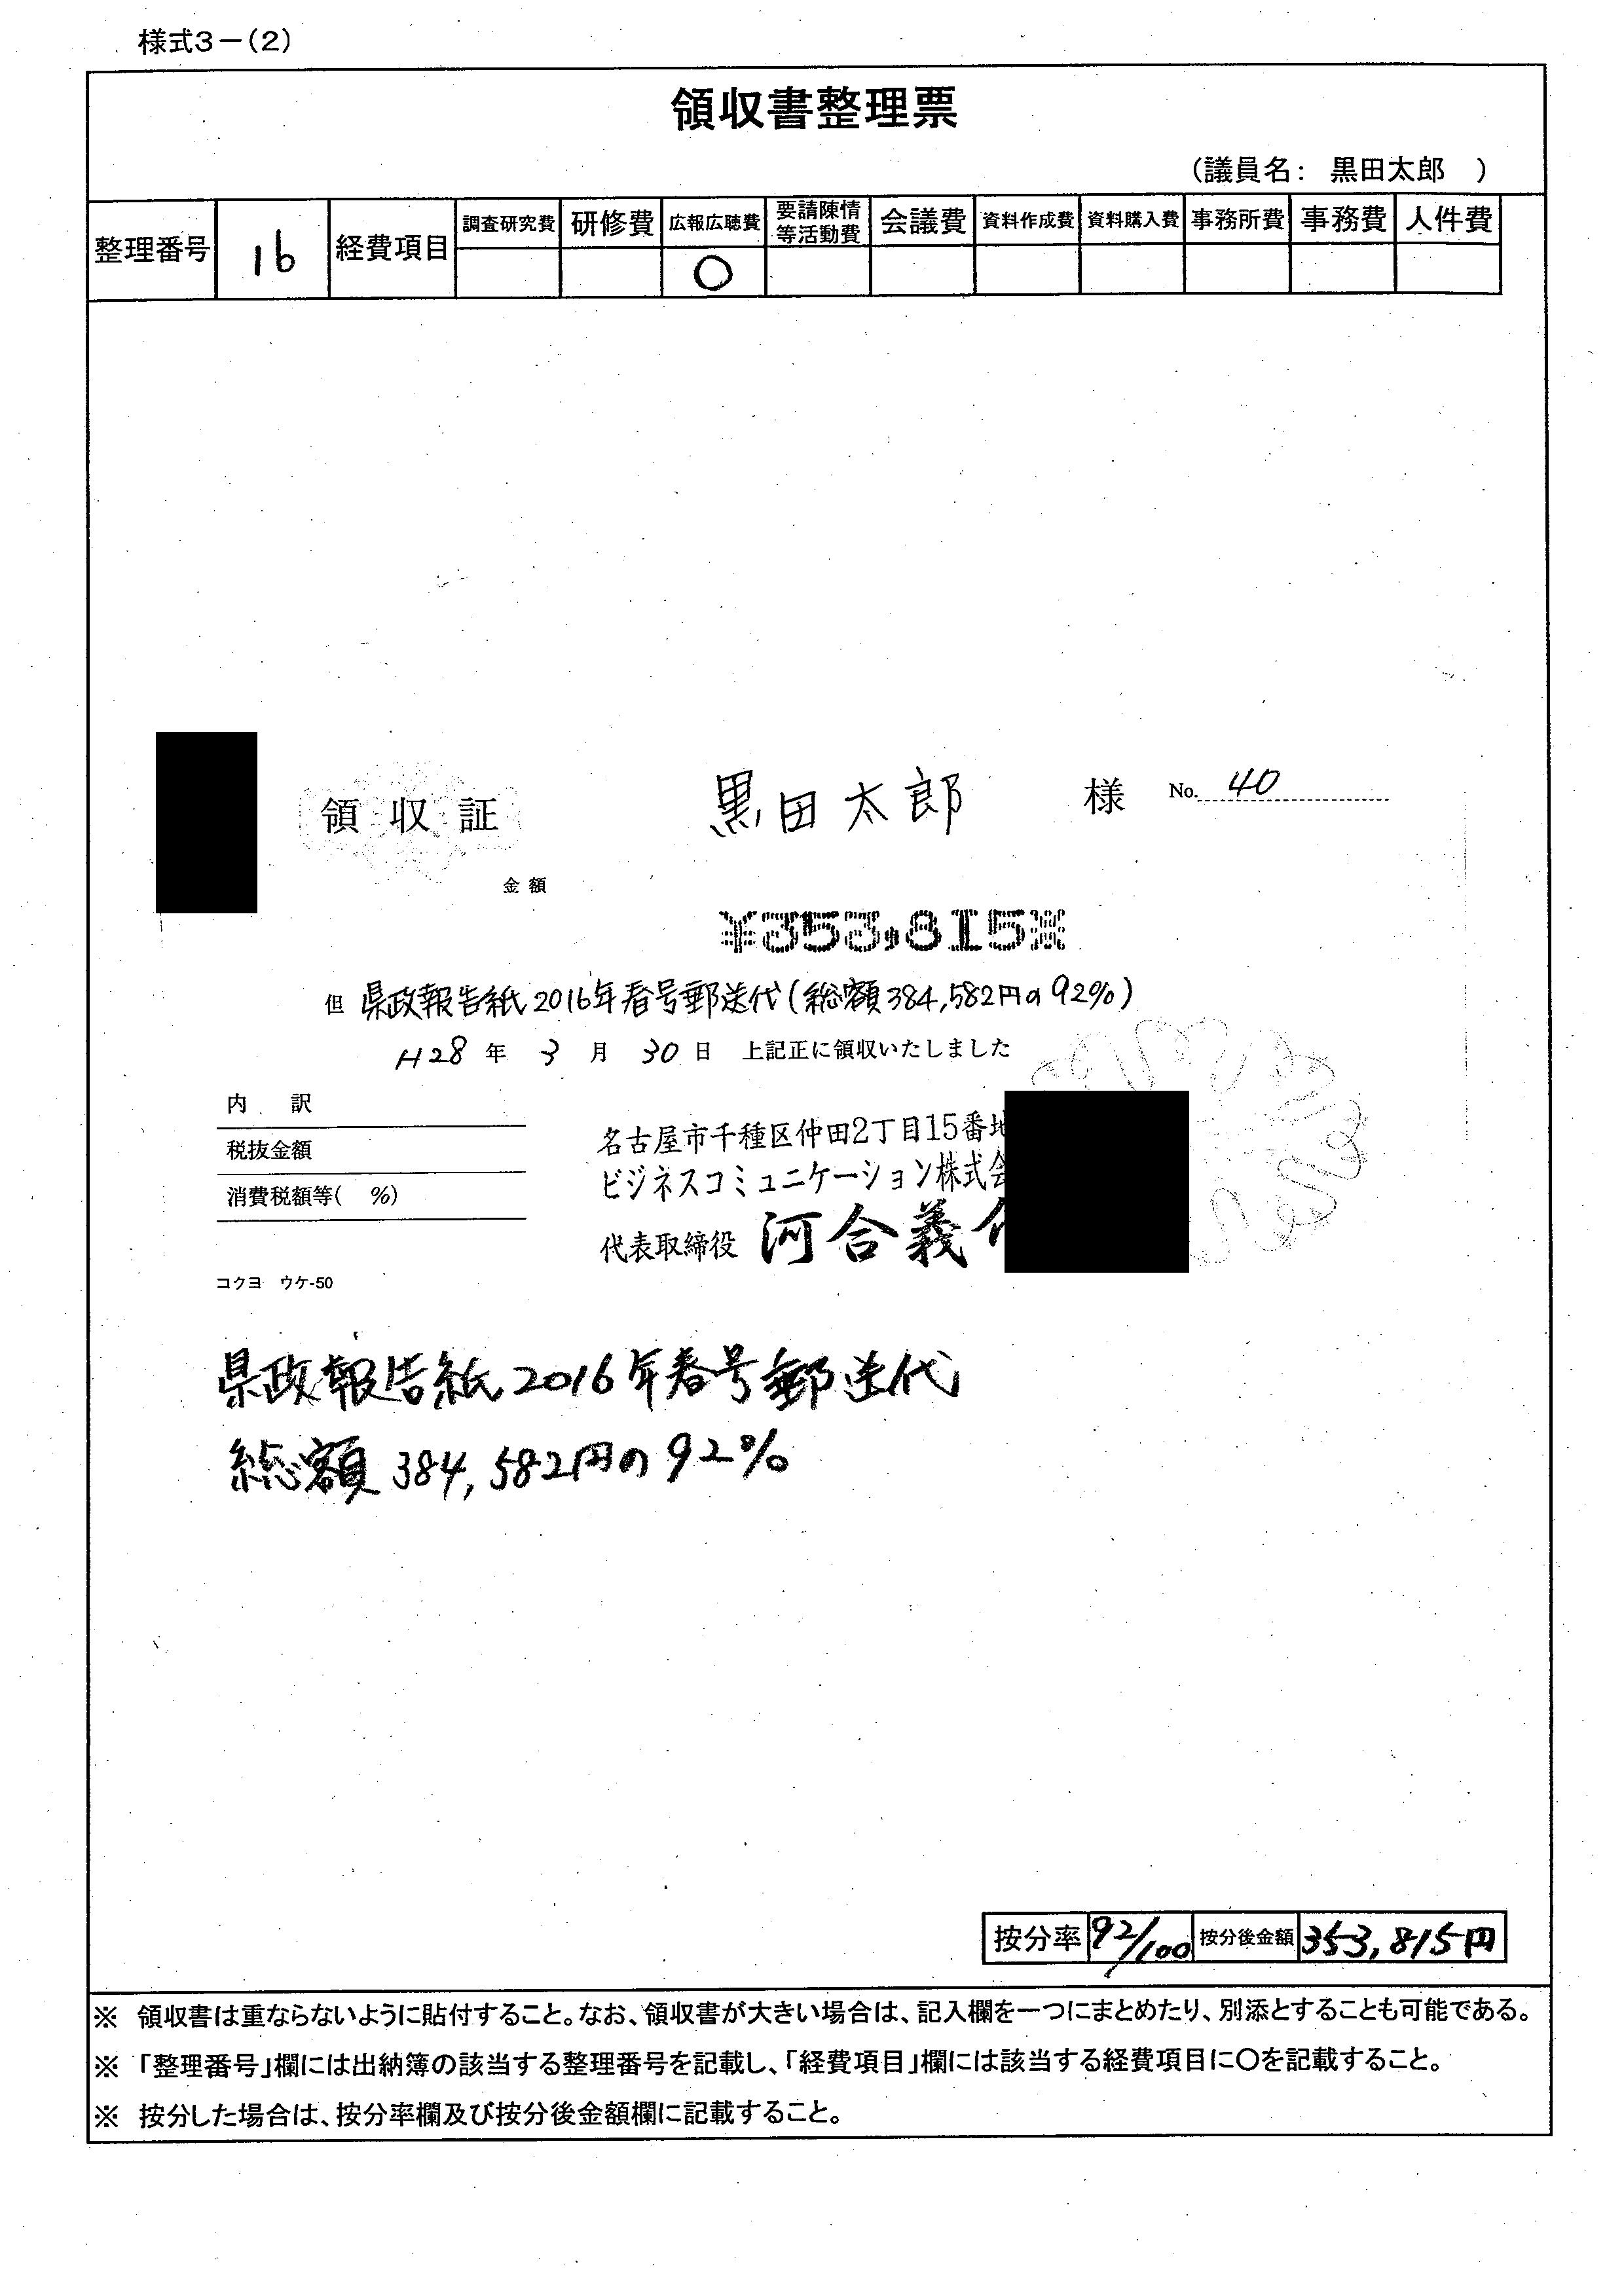 様式3－(2)
領収書整理票
(議員名： 黒田太郎 )
整理番号 16 経費項目 調査研究費 研修費 広報広聴費 要請陳情等活動費 会議費 資料作成費 資料購入費 事務所費 事務費 人件費
○
領収証 黒田太郎 様 No. 40
金額
¥353,815※
但 県政報告紙2016年春号郵送代(総額384,582円の92%)
H28年 3月 30日 上記正に領収いたしました
内訳
税抜金額
消費税額等( %)
名古屋市千種区仲田2丁目15番地
ビジネスコミュニケーション株式会
代表取締役 河合義
コクヨ ウケ-50
県政報告紙2016年春号郵送代
総額384,582円の92%
按分率 92/100 按分後金額 353,815円
※ 領収書は重ならないように貼付すること。なお、領収書が大きい場合は、記入欄を一つにまとめたり、別添とすることも可能である。
※ 「整理番号」欄には出納簿の該当する整理番号を記載し、「経費項目」欄には該当する経費項目に○を記載すること。
※ 按分した場合は、按分率欄及び按分後金額欄に記載すること。